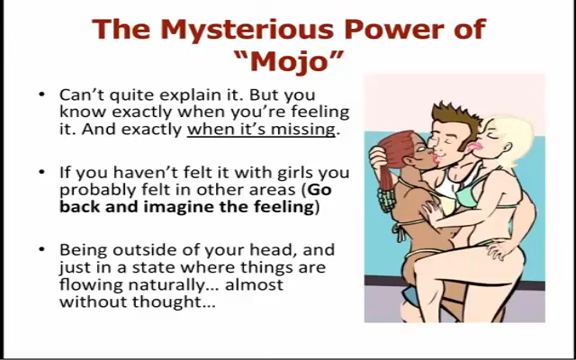 The Mysterious Power of
“Mojo”
• Can’t quite explain it. But you
know exactly when you’re feeling
it. And exactly when it’s missing.
• If you haven’t felt it with girls you
probably felt in other areas (Go
back and imagine the feeling)
• Being outside of your head, and
just in a state where things are
flowing naturally... almost
without thought...